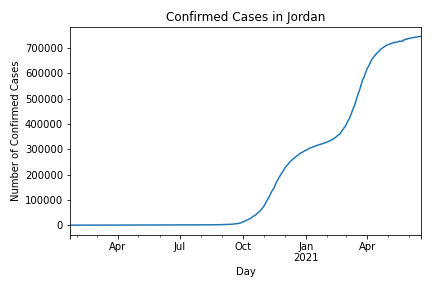 Confirmed Cases in Jordan
Number of Confirmed Cases
700000
600000
500000
400000
300000
200000
100000
0
Apr Jul Oct Jan Apr
2021
Day